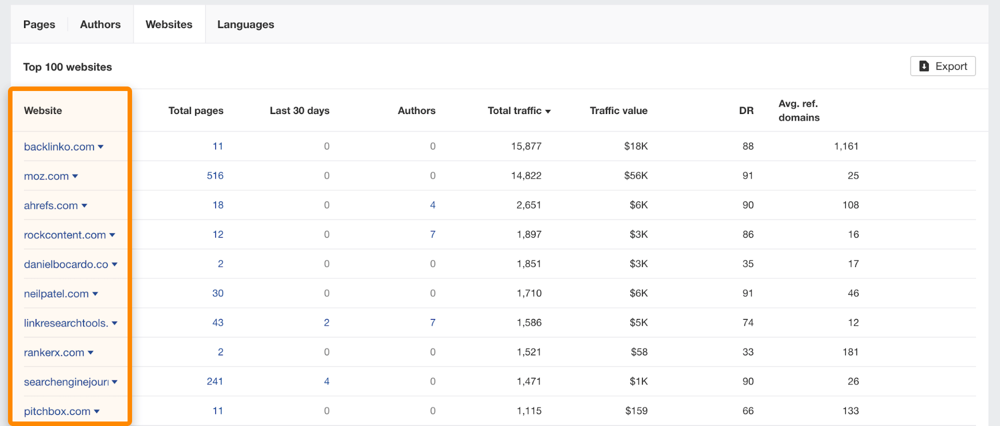 Pages Authors Websites Languages
Top 100 websites
Export
Website Total pages Last 30 days Authors Total traffic Traffic value DR Avg. ref. domains
backlinko.com 11 0 0 15,877 $18K 88 1,161
moz.com 516 0 0 14,822 $56K 91 25
ahrefs.com 18 0 4 2,651 $6K 90 108
rockcontent.com 12 0 7 1,897 $3K 86 16
danielbocardo.co 2 0 0 1,851 $3K 35 17
neilpatel.com 30 0 0 1,710 $6K 91 46
linkresearchtools. 43 2 7 1,586 $5K 74 12
rankerx.com 2 0 0 1,521 $58 33 181
searchenginejour 241 4 0 1,471 $1K 90 26
pitchbox.com 11 0 0 1,115 $159 66 133